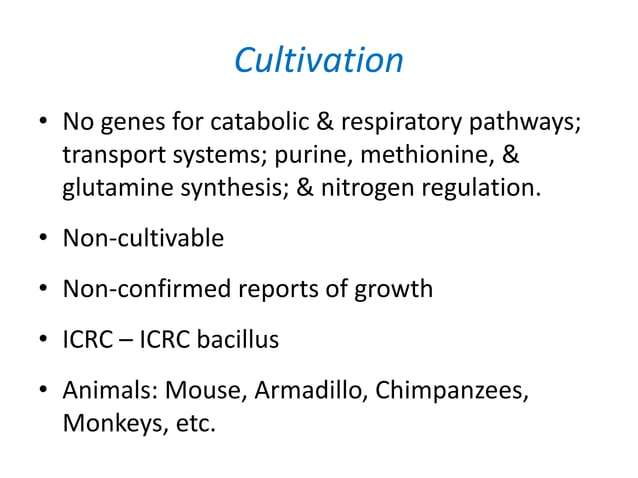 Cultivation
• No genes for catabolic & respiratory pathways;
transport systems; purine, methionine, &
glutamine synthesis; & nitrogen regulation.
• Non-cultivable
• Non-confirmed reports of growth
• ICRC – ICRC bacillus
• Animals: Mouse, Armadillo, Chimpanzees,
Monkeys, etc.